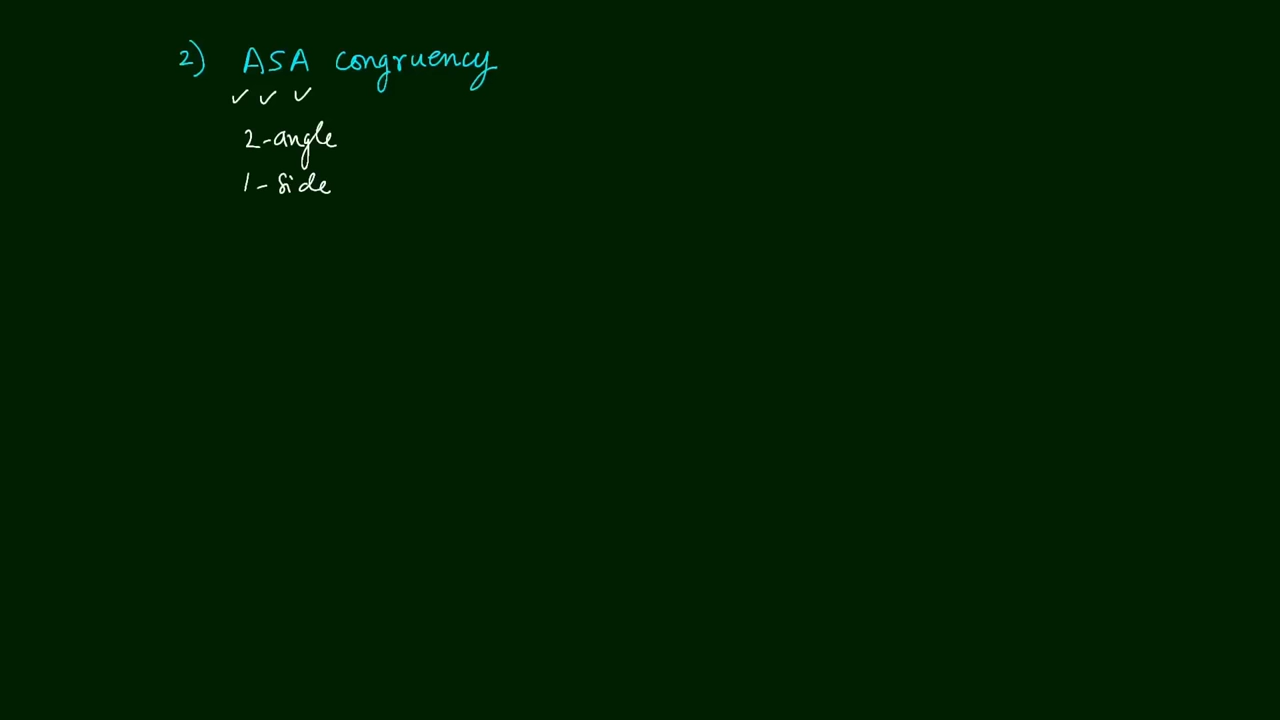 2) ASA congruency
✓ ✓ ✓
2-angle
1-side